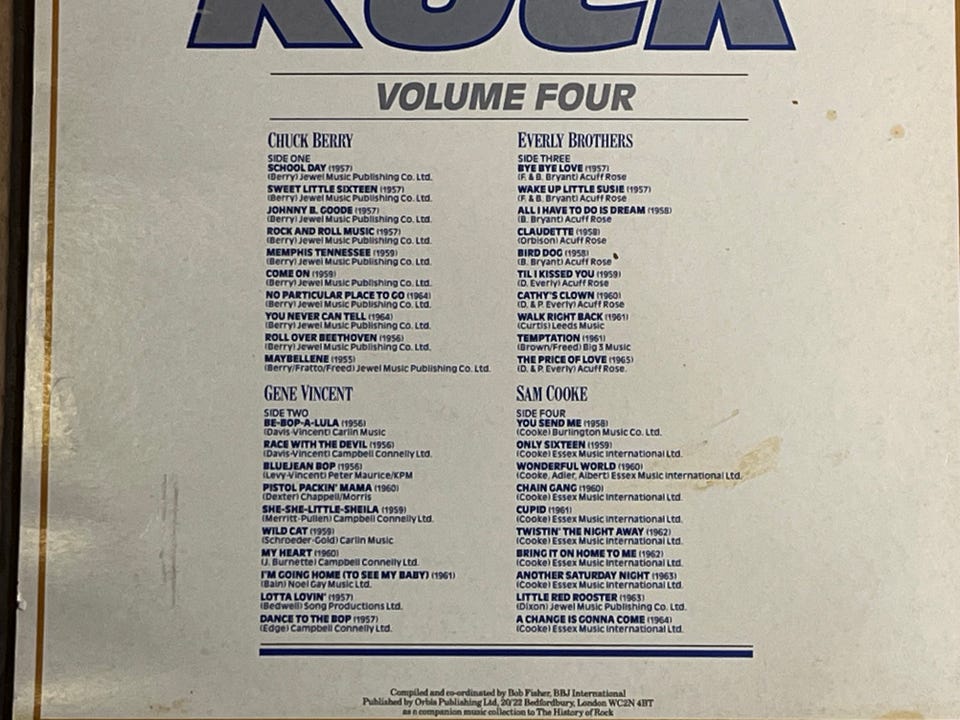 ROCK
VOLUME FOUR
CHUCK BERRY
SIDE ONE
SCHOOL DAY (1957)
(Berry) Jewel Music Publishing Co. Ltd.
SWEET LITTLE SIXTEEN (1957)
(Berry) Jewel Music Publishing Co. Ltd.
JOHNNY B. GOODE (1957)
(Berry) Jewel Music Publishing Co. Ltd.
ROCK AND ROLL MUSIC (1957)
(Berry) Jewel Music Publishing Co. Ltd.
MEMPHIS TENNESSEE (1959)
(Berry) Jewel Music Publishing Co. Ltd.
COME ON (1959)
(Berry) Jewel Music Publishing Co. Ltd.
NO PARTICULAR PLACE TO GO (1964)
(Berry) Jewel Music Publishing Co. Ltd.
YOU NEVER CAN TELL (1964)
(Berry) Jewel Music Publishing Co. Ltd.
ROLL OVER BEETHOVEN (1956)
(Berry) Jewel Music Publishing Co. Ltd.
MAYBELLENE (1955)
(Berry/Fratto/Freed) Jewel Music Publishing Co. Ltd.
GENE VINCENT
SIDE TWO
BE-BOP-A-LULA (1956)
(Davis-Vincent) Carlin Music
RACE WITH THE DEVIL (1956)
(Davis-Vincent) Campbell Connelly Ltd.
BLUEJEAN BOP (1956)
(Levy-Vincent) Peter Maurice/KPM
PISTOL PACKIN' MAMA (1960)
(Dexter) Chappell/Morris
SHE-SHE-LITTLE-SHEILA (1959)
(Merritt-Pullen) Campbell Connelly Ltd.
WILD CAT (1959)
(Schroeder-Gold) Carlin Music
MY HEART (1960)
(J. Burnette) Campbell Connelly Ltd.
I'M GOING HOME (TO SEE MY BABY) (1961)
(Bain) Noel Gay Music Ltd.
LOTTA LOVIN' (1957)
(Bedwell) Song Productions Ltd.
DANCE TO THE BOP (1957)
(Edge) Campbell Connelly Ltd.
EVERLY BROTHERS
SIDE THREE
BYE BYE LOVE (1957)
(F. & B. Bryant) Acuff Rose
WAKE UP LITTLE SUSIE (1957)
(F. & B. Bryant) Acuff Rose
ALL I HAVE TO DO IS DREAM (1958)
(B. Bryant) Acuff Rose
CLAUDETTE (1958)
(Orbison) Acuff Rose
BIRD DOG (1958)
(B. Bryant) Acuff Rose
TIL I KISSED YOU (1959)
(D. Everly) Acuff Rose
CATHY'S CLOWN (1960)
(D. & P. Everly) Acuff Rose
WALK RIGHT BACK (1961)
(Curtis) Leeds Music
TEMPTATION (1961)
(Brown/Freed) Big 3 Music
THE PRICE OF LOVE (1965)
(D. & P. Everly) Acuff Rose.
SAM COOKE
SIDE FOUR
YOU SEND ME (1958)
(Cooke) Burlington Music Co. Ltd.
ONLY SIXTEEN (1959)
(Cooke) Essex Music International Ltd.
WONDERFUL WORLD (1960)
(Cooke, Adler, Albert) Essex Music International Ltd.
CHAIN GANG (1960)
(Cooke) Essex Music International Ltd.
CUPID (1961)
(Cooke) Essex Music International Ltd.
TWISTIN' THE NIGHT AWAY (1962)
(Cooke) Essex Music International Ltd.
BRING IT ON HOME TO ME (1962)
(Cooke) Essex Music International Ltd.
ANOTHER SATURDAY NIGHT (1963)
(Cooke) Essex Music International Ltd.
LITTLE RED ROOSTER (1963)
(Dixon) Jewel Music Publishing Co. Ltd.
A CHANGE IS GONNA COME (1964)
(Cooke) Essex Music International Ltd.
Compiled and co-ordinated by Bob Fisher, BBJ International
Published by Orbis Publishing Ltd, 20/22 Bedfordbury, London WC2N 4BT
as a companion music collection to The History of Rock